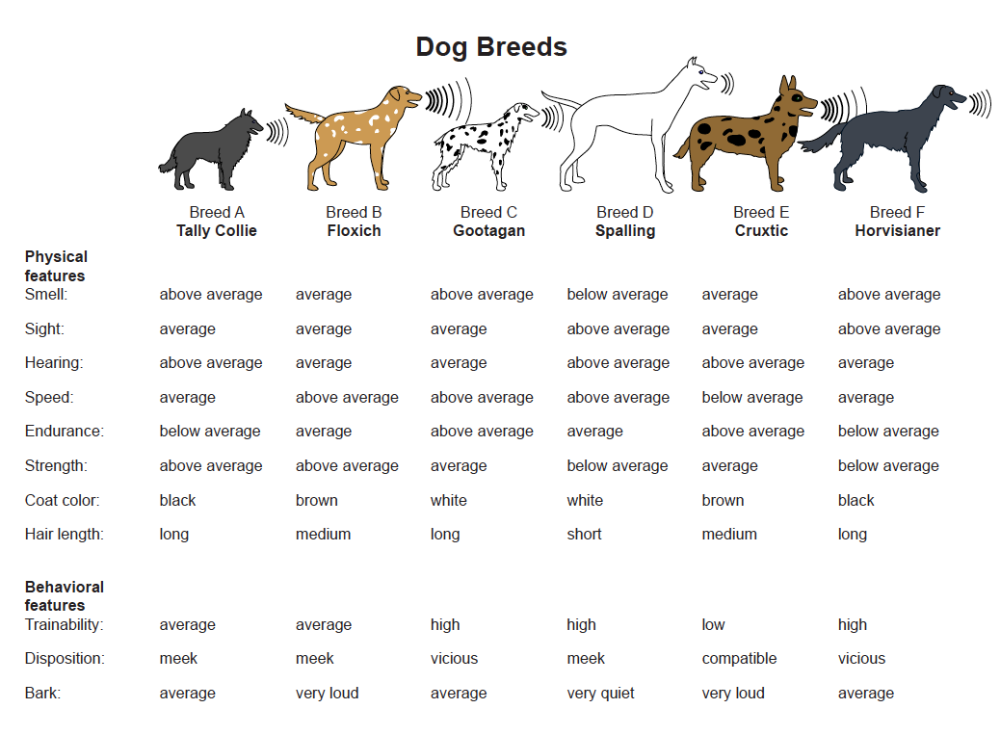 Dog Breeds
Breed A Breed B Breed C Breed D Breed E Breed F
Tally Collie Floxich Gootagan Spalling Cruxtic Horvisianer
Physical
features
Smell: above average average above average below average average above average
Sight: average average average above average average above average
Hearing: above average average average above average above average average
Speed: average above average above average above average below average average
Endurance: below average average above average average above average below average
Strength: above average above average average below average average below average
Coat color: black brown white white brown black
Hair length: long medium long short medium long
Behavioral
features
Trainability: average average high high low high
Disposition: meek meek vicious meek compatible vicious
Bark: average very loud average very quiet very loud average